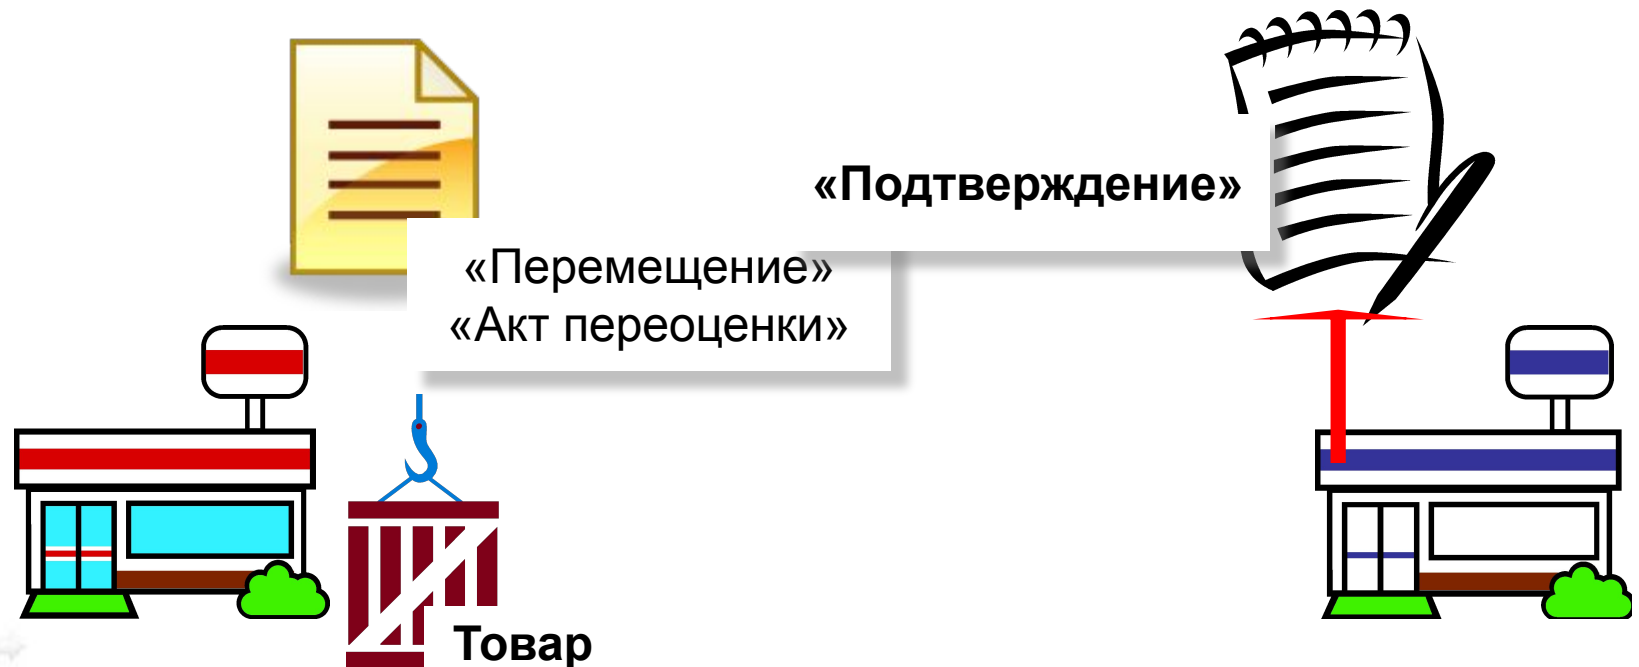 «Подтверждение»
«Перемещение»
«Акт переоценки»
Товар